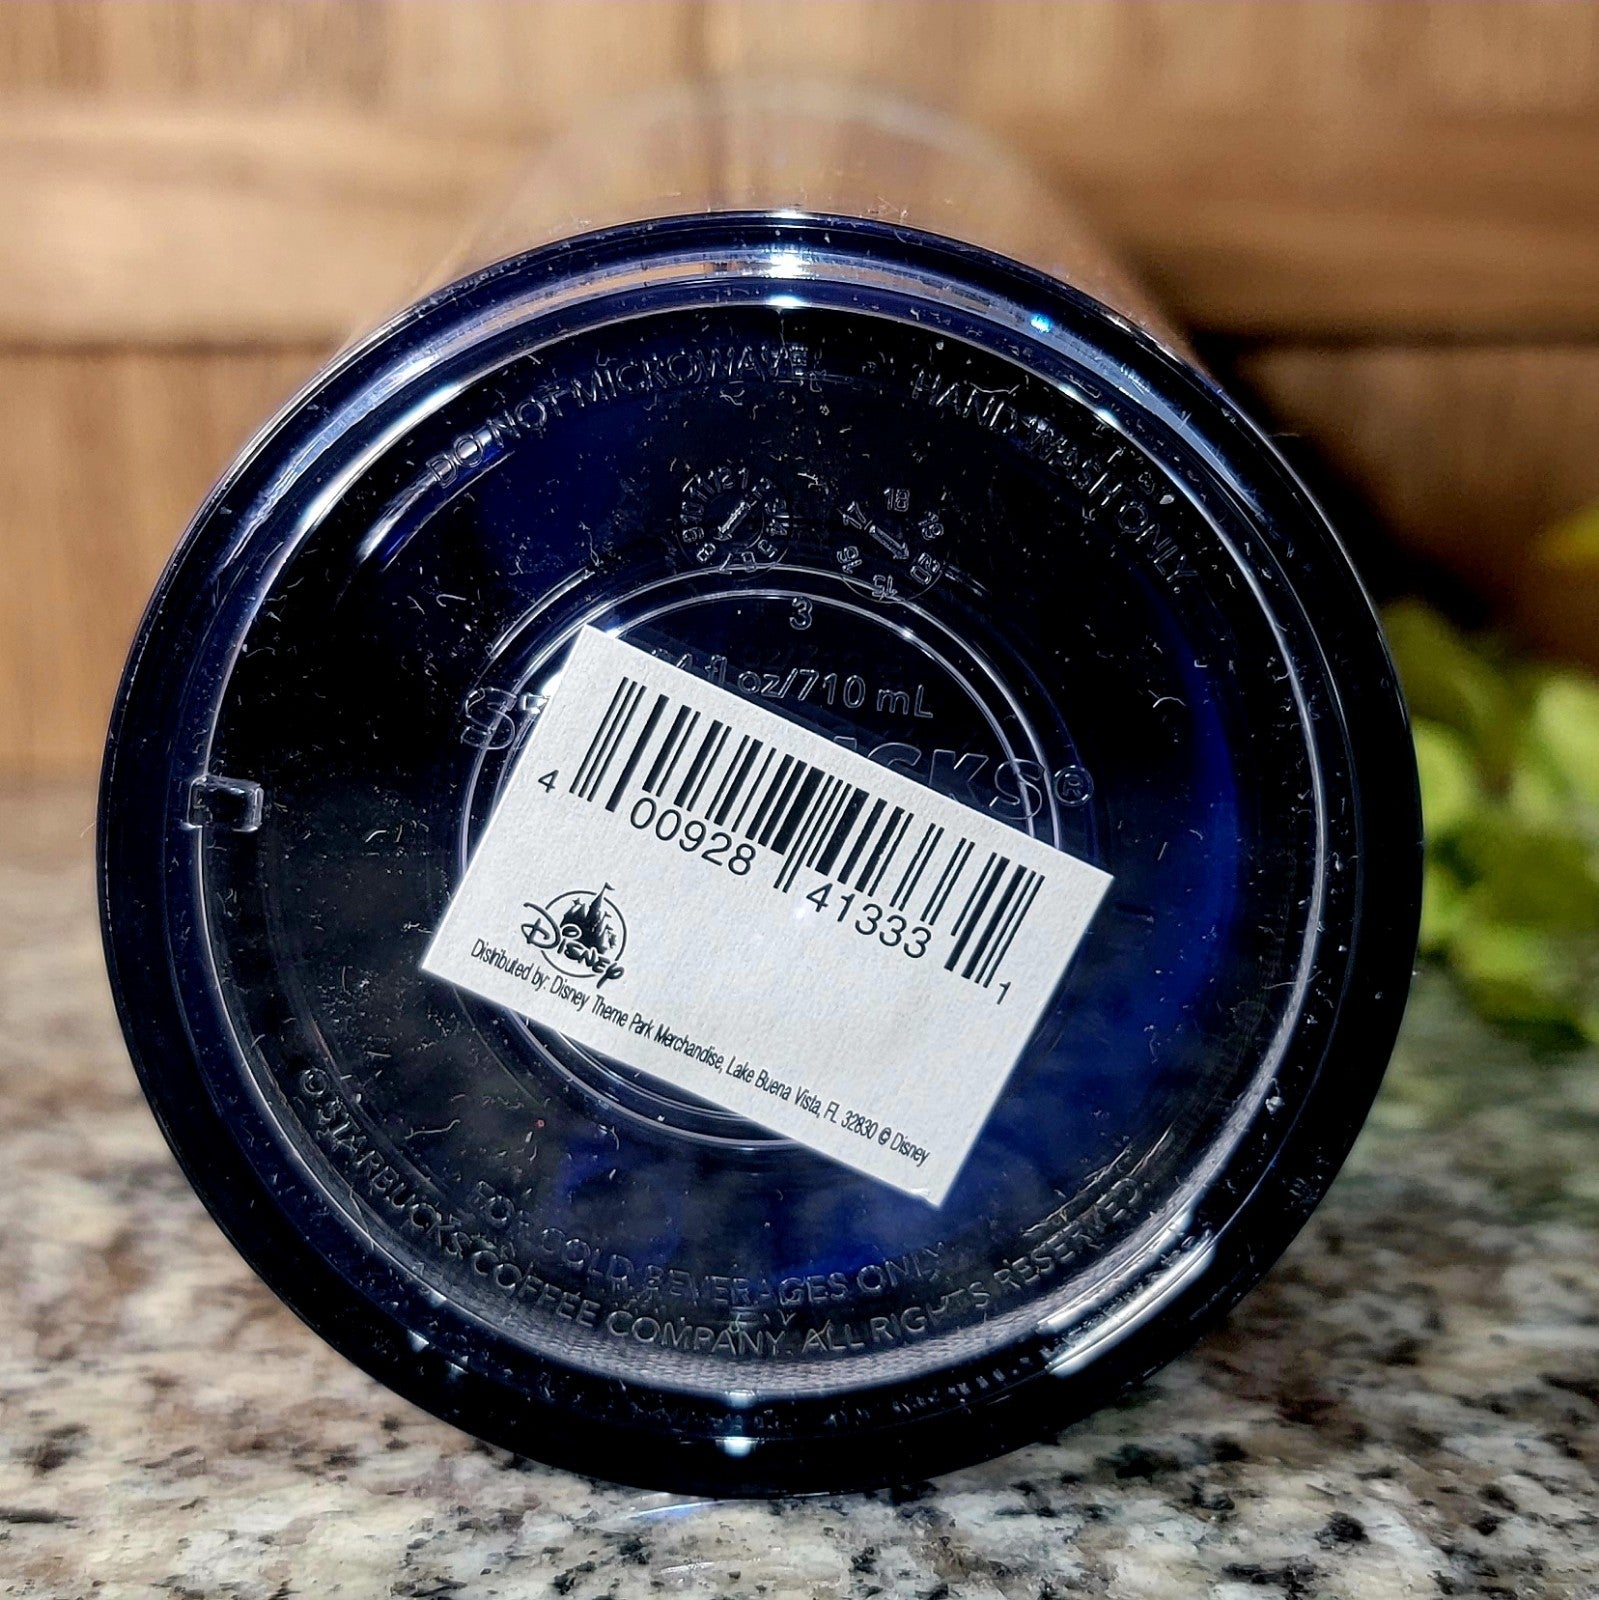 DO NOT MICROWAVE. HAND WASH ONLY.
3
fl oz/710 mL
®
4 00928 41333 1
Disney
Distributed by: Disney Theme Park Merchandise, Lake Buena Vista, FL 32830 © Disney
FOR COLD BEVERAGES ONLY.
© STARBUCKS COFFEE COMPANY. ALL RIGHTS RESERVED.